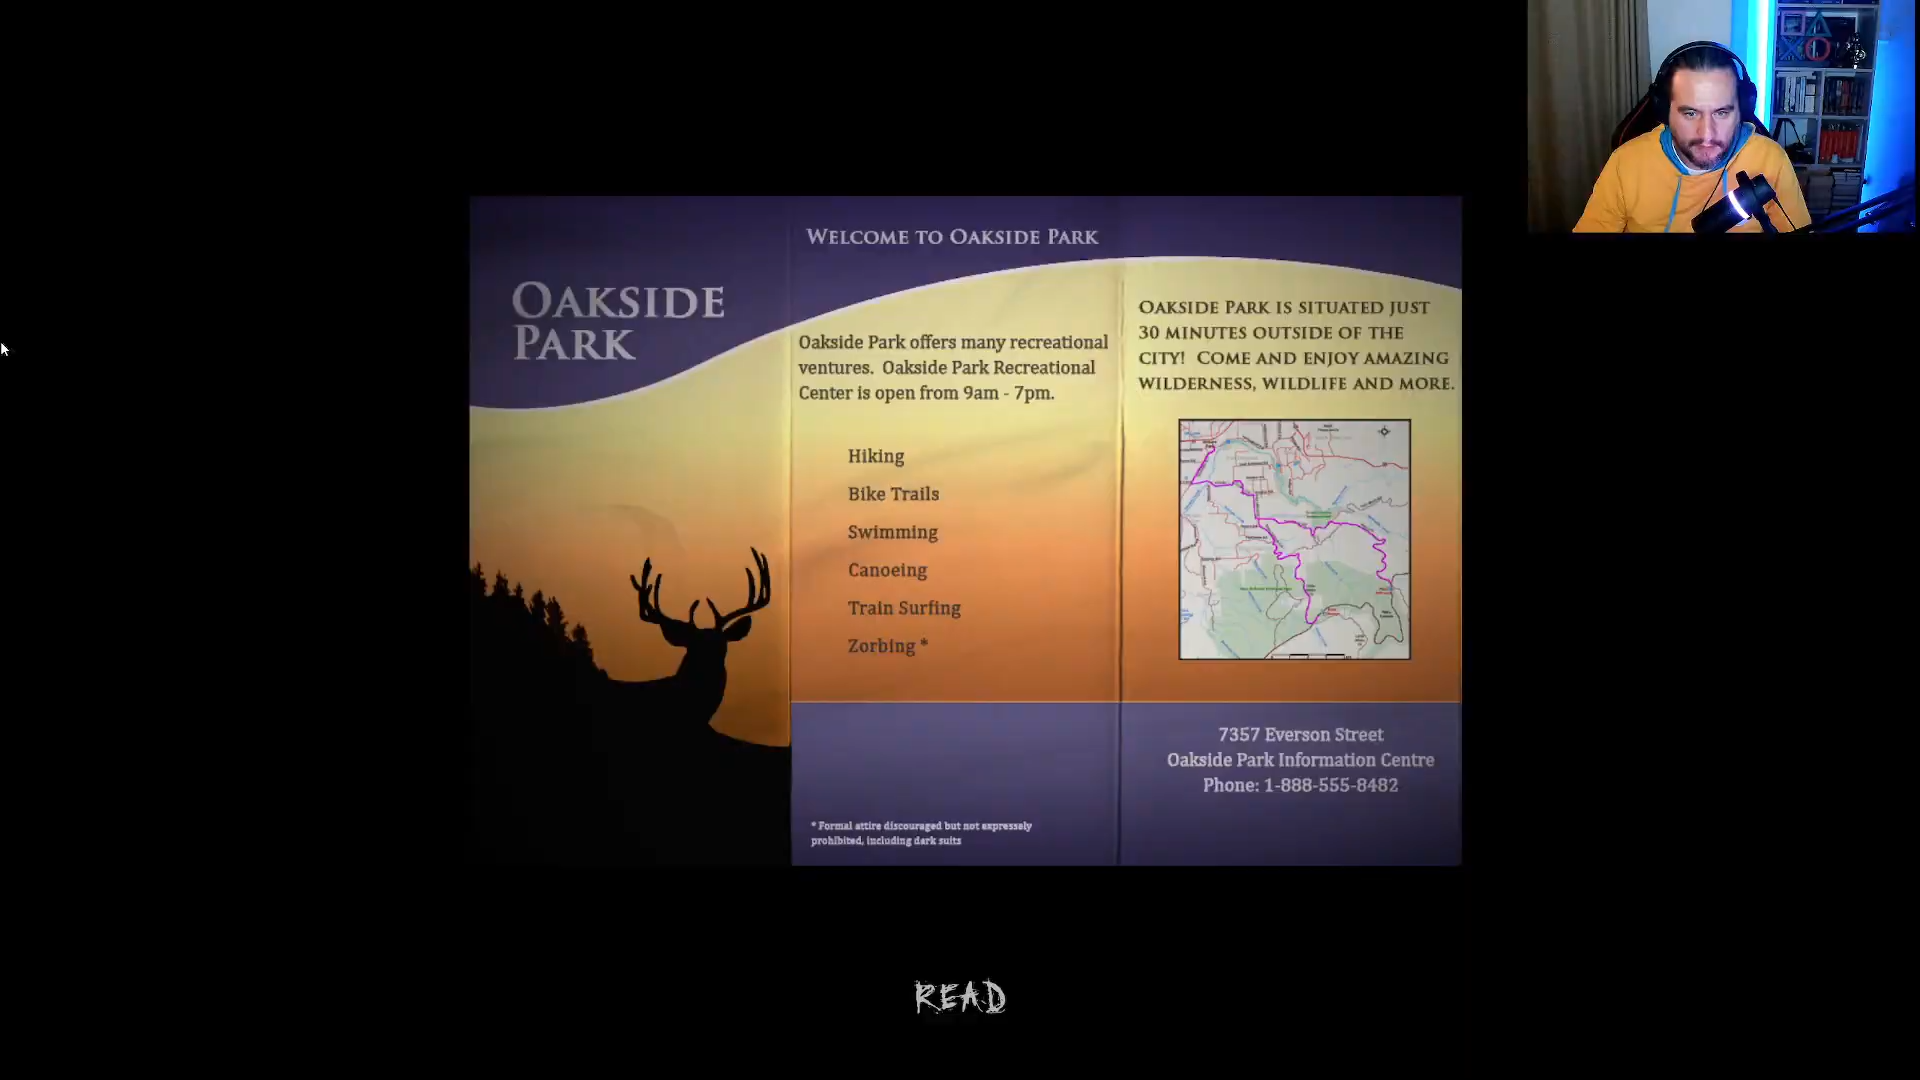 OAKSIDE
PARK
WELCOME TO OAKSIDE PARK
Oakside Park offers many recreational
ventures.  Oakside Park Recreational
Center is open from 9am - 7pm.
Hiking
Bike Trails
Swimming
Canoeing
Train Surfing
Zorbing *
* Formal attire discouraged but not expressely
prohibited, including dark suits
OAKSIDE PARK IS SITUATED JUST
30 MINUTES OUTSIDE OF THE
CITY!  COME AND ENJOY AMAZING
WILDERNESS, WILDLIFE AND MORE.
7357 Everson Street
Oakside Park Information Centre
Phone: 1-888-555-8482
READ